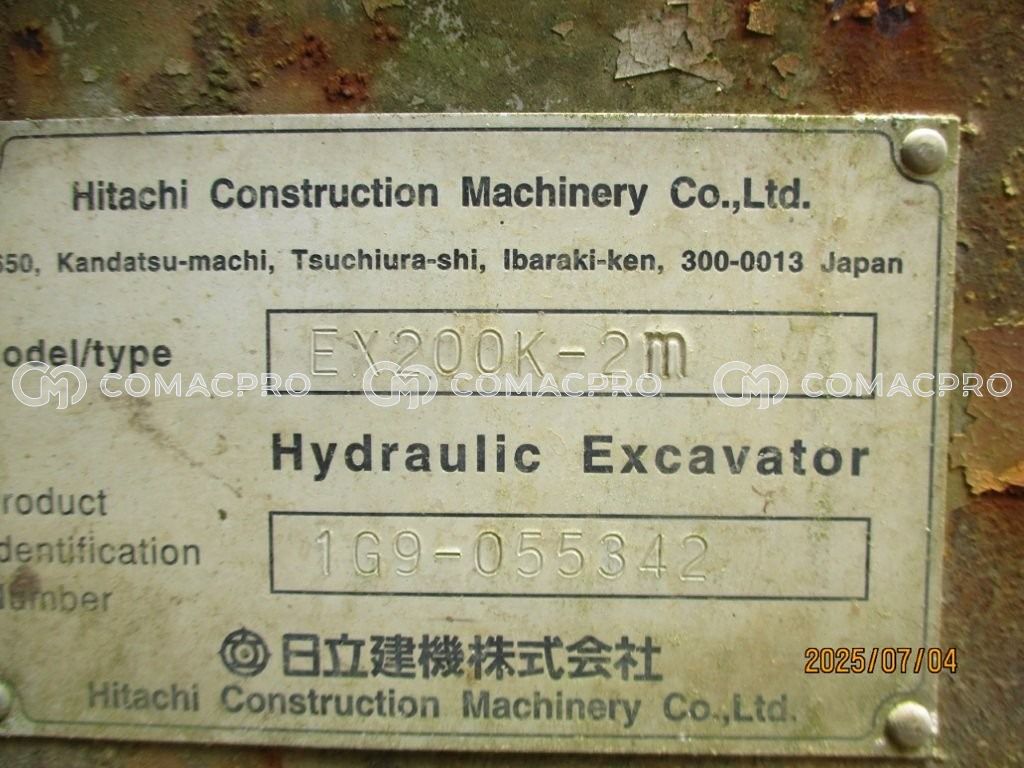 Hitachi Construction Machinery Co.,Ltd.
650, Kandatsu-machi, Tsuchiura-shi, Ibaraki-ken, 300-0013 Japan
odel/type
EX200K-2m
COMACPRO COMACPRO COMACPRO
Hydraulic Excavator
roduct
dentification
umber
1G9-055342
日立建機株式会社
Hitachi Construction Machinery Co.,Ltd.
2025/07/04